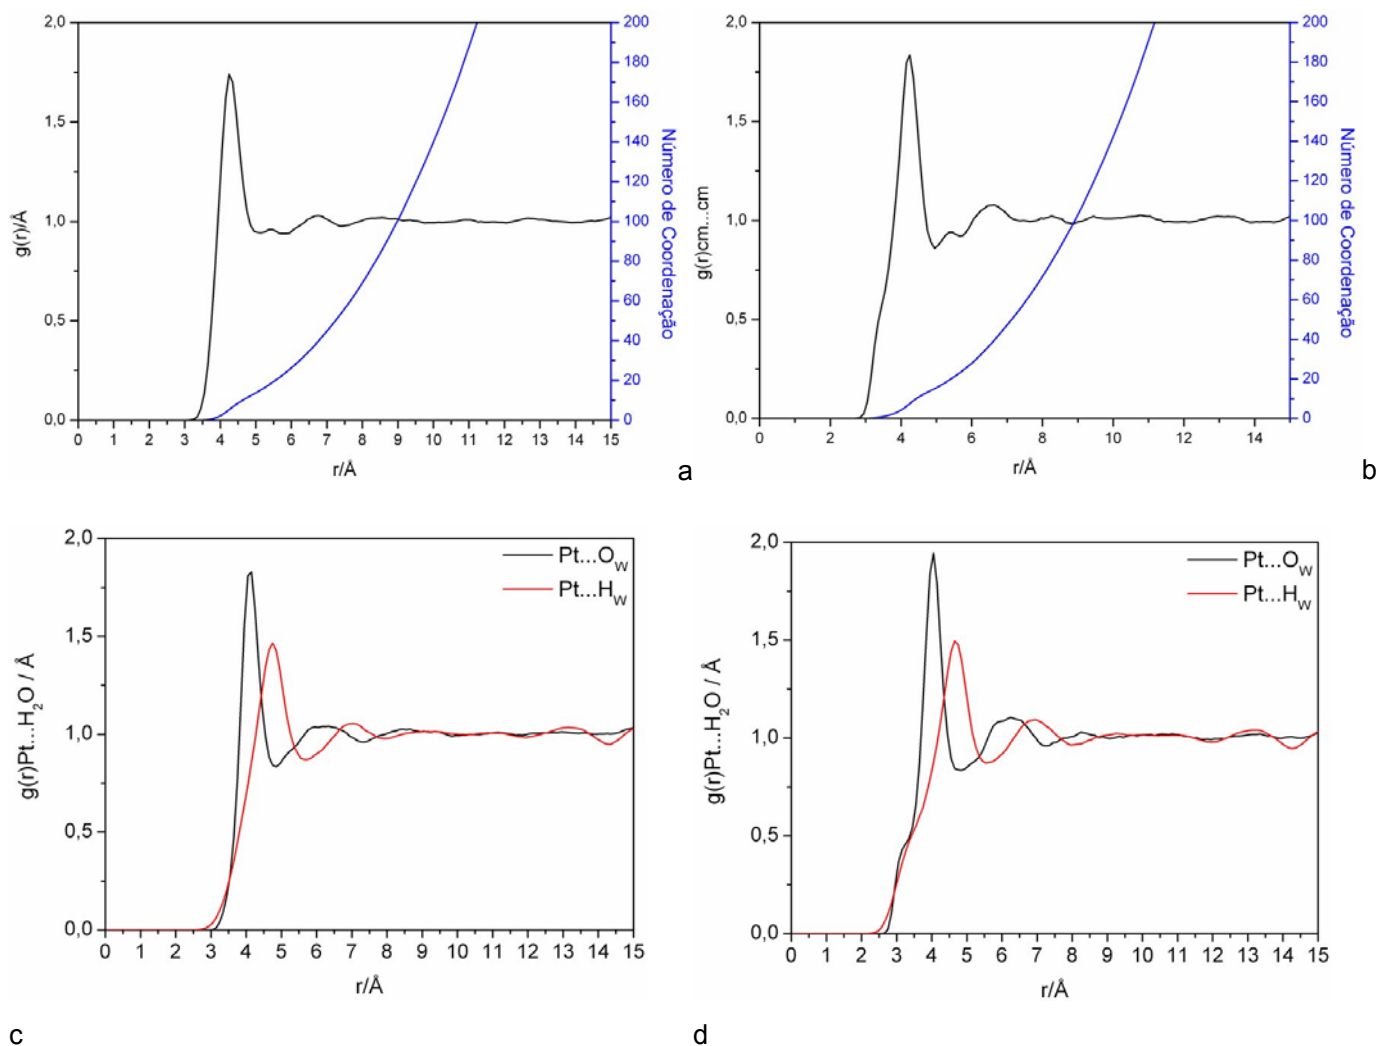 2,0
1,5
1,0
0,5
0,0
g(r)/Å
0 1 2 3 4 5 6 7 8 9 10 11 12 13 14 15
r/Å
200
180
160
140
120
100
80
60
40
20
0
Número de Coordenação
a
2,0
1,5
1,0
0,5
0,0
g(r)cm...cm
0 2 4 6 8 10 12 14
r/Å
200
180
160
140
120
100
80
60
40
20
0
Número de Coordenação
b
2,0
1,5
1,0
0,5
0,0
g(r)Pt...H₂O / Å
Pt...O_W
Pt...H_W
0 1 2 3 4 5 6 7 8 9 10 11 12 13 14 15
r/Å
c
2,0
1,5
1,0
0,5
0,0
g(r)Pt...H₂O / Å
Pt...O_W
Pt...H_W
0 1 2 3 4 5 6 7 8 9 10 11 12 13 14 15
r/Å
d